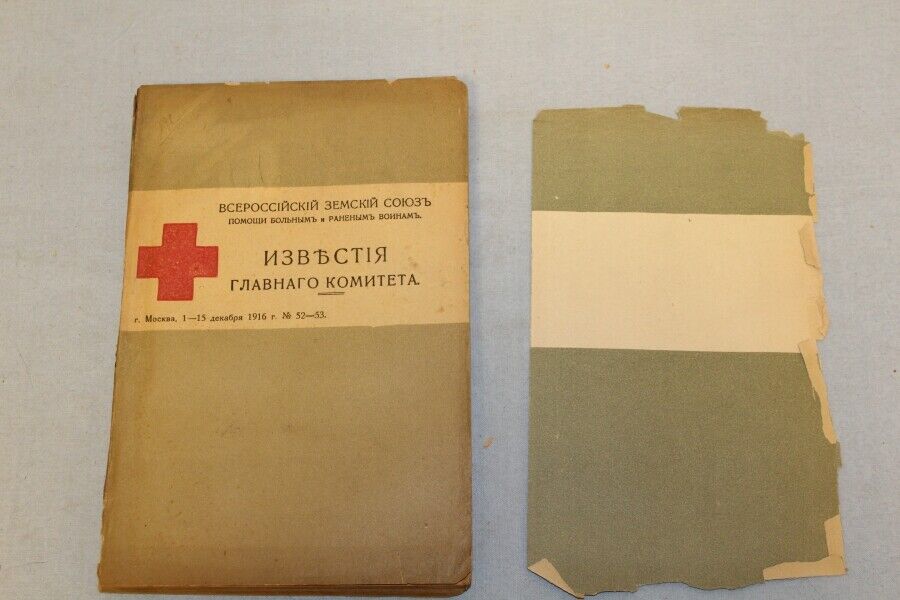 ВСЕРОССІЙСКІЙ ЗЕМСКІЙ СОЮЗЪ
ПОМОЩИ БОЛЬНЫМЪ и РАНЕНЫМЪ ВОИНАМЪ.
ИЗВѢСТІЯ
ГЛАВНАГО КОМИТЕТА.
г. Москва, 1—15 декабря 1916 г. № 52—53.